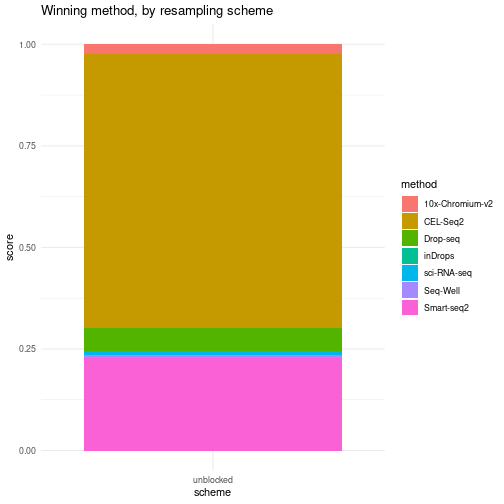 Winning method, by resampling scheme
1.00
0.75
0.50
0.25
0.00
score
unblocked
scheme
method
10x-Chromium-v2
CEL-Seq2
Drop-seq
inDrops
sci-RNA-seq
Seq-Well
Smart-seq2